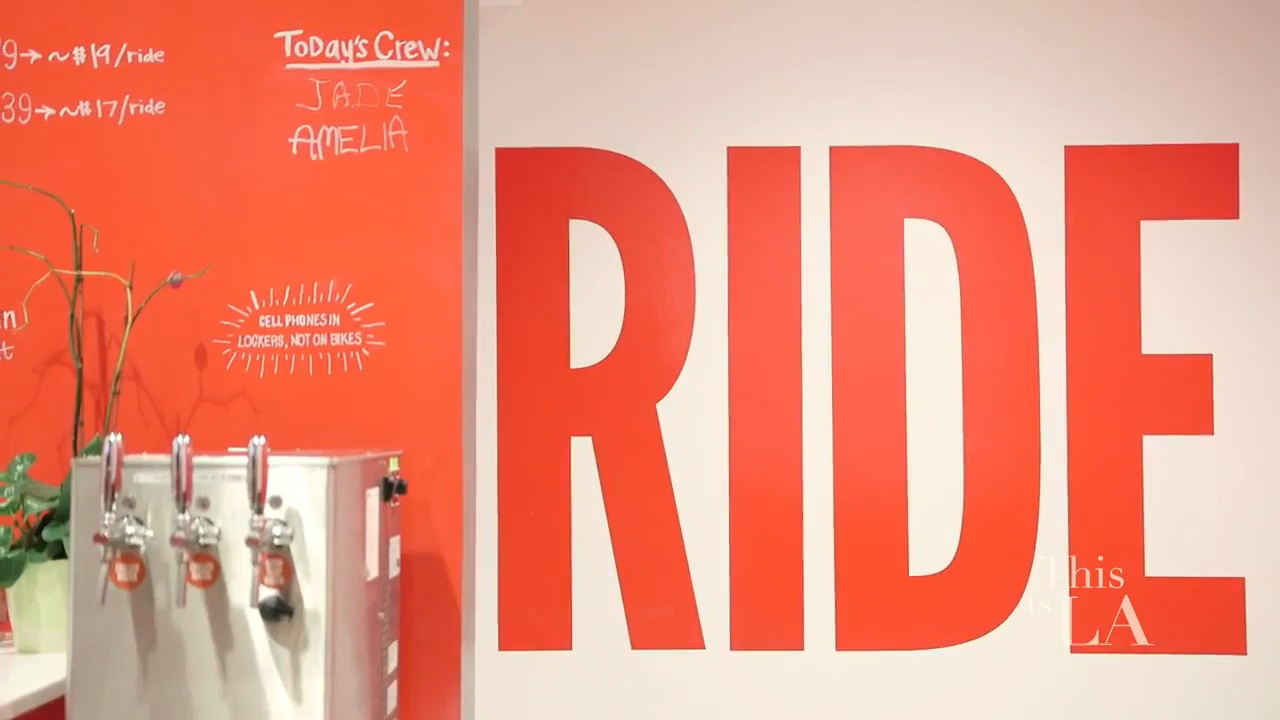 9→~$19/ride
39→~$17/ride
Today's Crew:
JADE
AMELIA
CELL PHONES IN
LOCKERS, NOT ON BIKES
RIDE
This
is LA